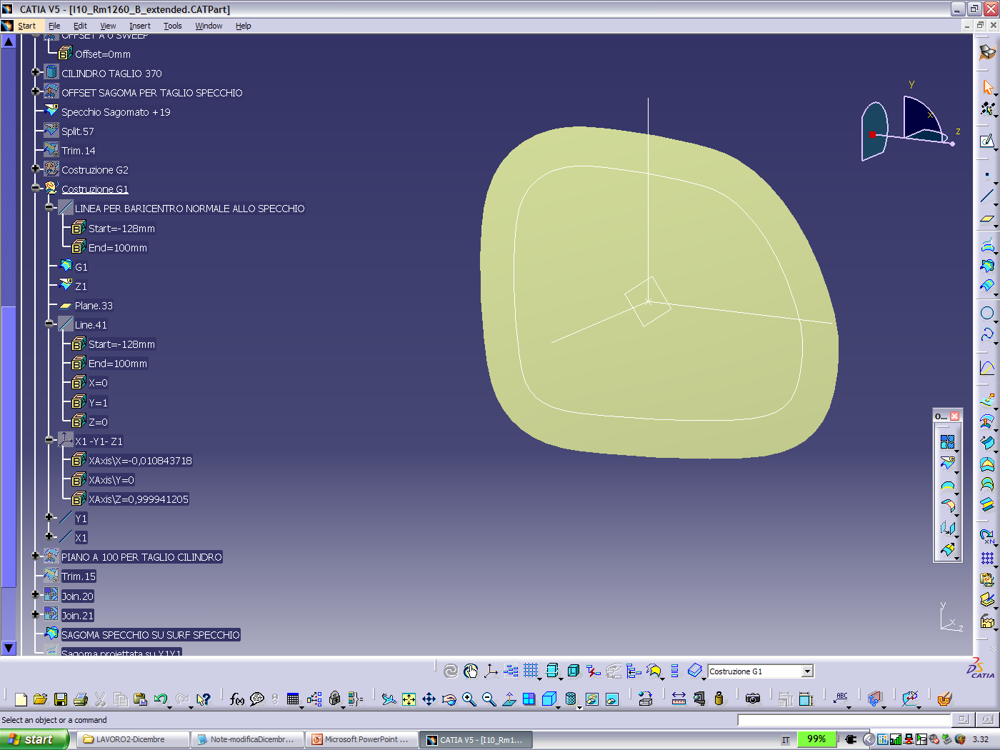 CATIA V5 - [I10_Rm1260_B_extended.CATPart]
Start File Edit View Insert Tools Window Help
OFFSET A 0 SWEEP
Offset=0mm
CILINDRO TAGLIO 370
OFFSET SAGOMA PER TAGLIO SPECCHIO
Specchio Sagomato +19
Split.57
Trim.14
Costruzione G2
Costruzione G1
LINEA PER BARICENTRO NORMALE ALLO SPECCHIO
Start=-128mm
End=100mm
G1
Z1
Plane.33
Line.41
Start=-128mm
End=100mm
X=0
Y=1
Z=0
X1 -Y1- Z1
XAxis\X=-0,010843718
XAxis\Y=0
XAxis\Z=0,999941205
Y1
X1
PIANO A 100 PER TAGLIO CILINDRO
Trim.15
Join.20
Join.21
SAGOMA SPECCHIO SU SURF SPECCHIO
Sagoma proiettata su X1Y1
y
x
z
O...
y
x
z
Costruzione G1
CATIA
f(x)
ABC
Select an object or a command
start
LAVORO2-Dicembre
Note-modificaDicembr...
Microsoft PowerPoint ...
CATIA V5 - [I10_Rm1...
IT
99%
3.32